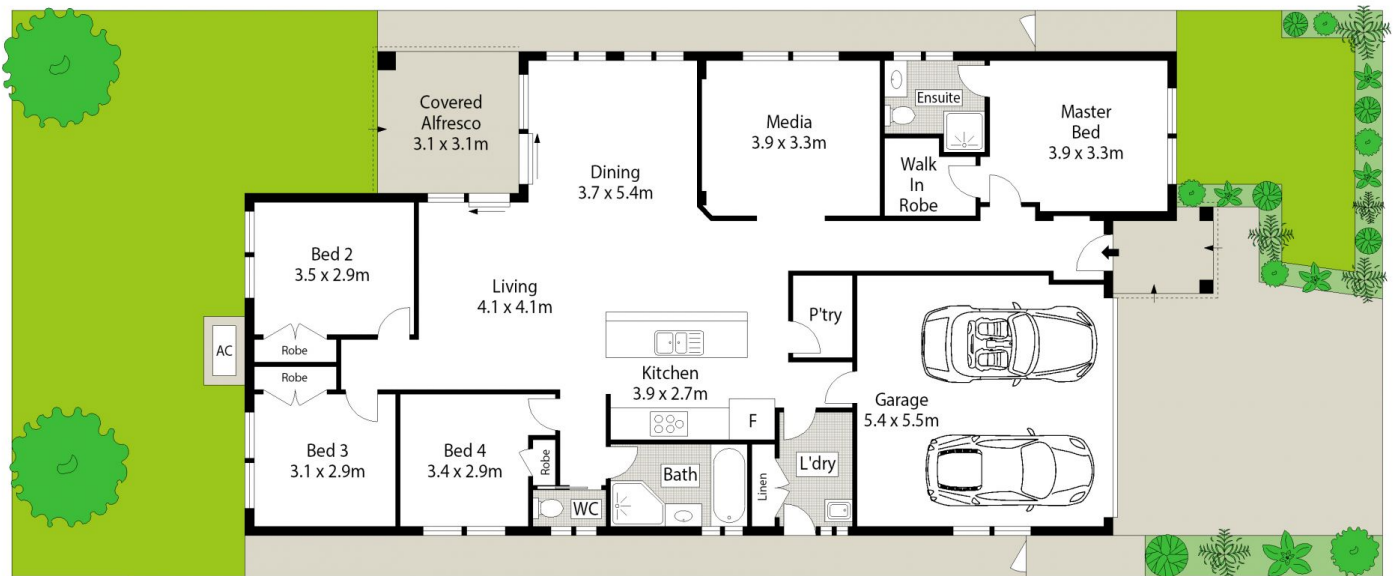 Covered
Alfresco
3.1 x 3.1m
Dining
3.7 x 5.4m
Media
3.9 x 3.3m
Ensuite
Walk
In
Robe
Master
Bed
3.9 x 3.3m
Bed 2
3.5 x 2.9m
Robe
Living
4.1 x 4.1m
AC
Robe
Bed 3
3.1 x 2.9m
Bed 4
3.4 x 2.9m
Robe
WC
Kitchen
3.9 x 2.7m
F
P'try
Bath
Linen
L'dry
Garage
5.4 x 5.5m